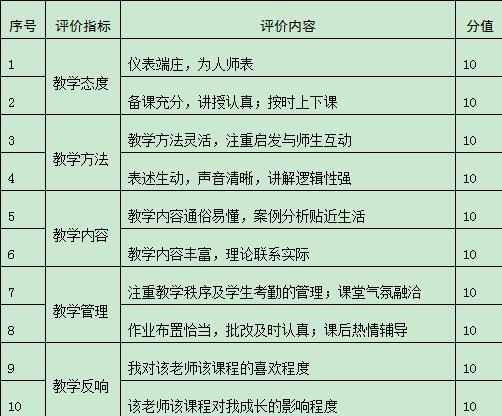 序号 评价指标 评价内容 分值
1 教学态度 仪表端庄，为人师表 10
2 备课充分，讲授认真；按时上下课 10
3 教学方法 教学方法灵活，注重启发与师生互动 10
4 表述生动，声音清晰，讲解逻辑性强 10
5 教学内容 教学内容通俗易懂，案例分析贴近生活 10
6 教学内容丰富，理论联系实际 10
7 教学管理 注重教学秩序及学生考勤的管理；课堂气氛融洽 10
8 作业布置恰当，批改及时认真；课后热情辅导 10
9 教学反响 我对该老师该课程的喜欢程度 10
10 该老师该课程对我成长的影响程度 10